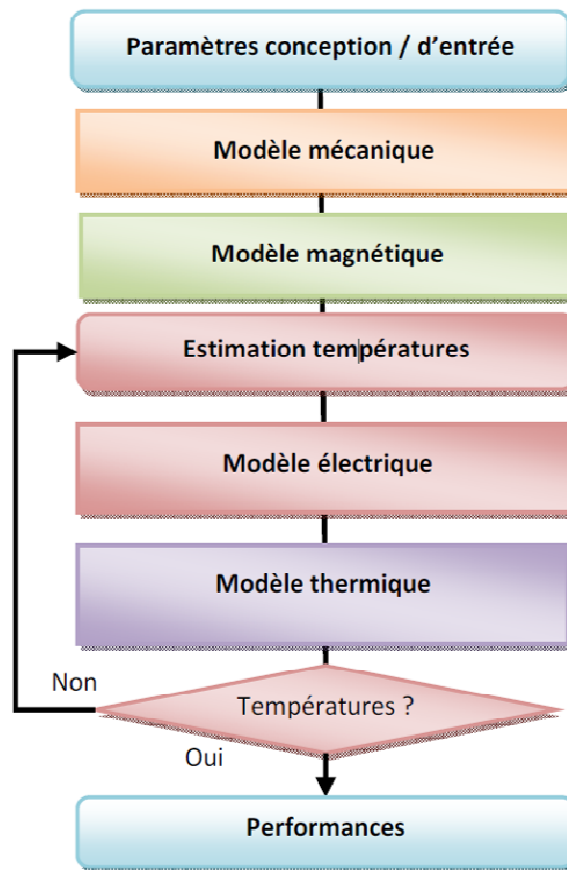 Paramètres conception / d'entrée
Modèle mécanique
Modèle magnétique
Estimation températures
Modèle électrique
Modèle thermique
Non
Températures ?
Oui
Performances